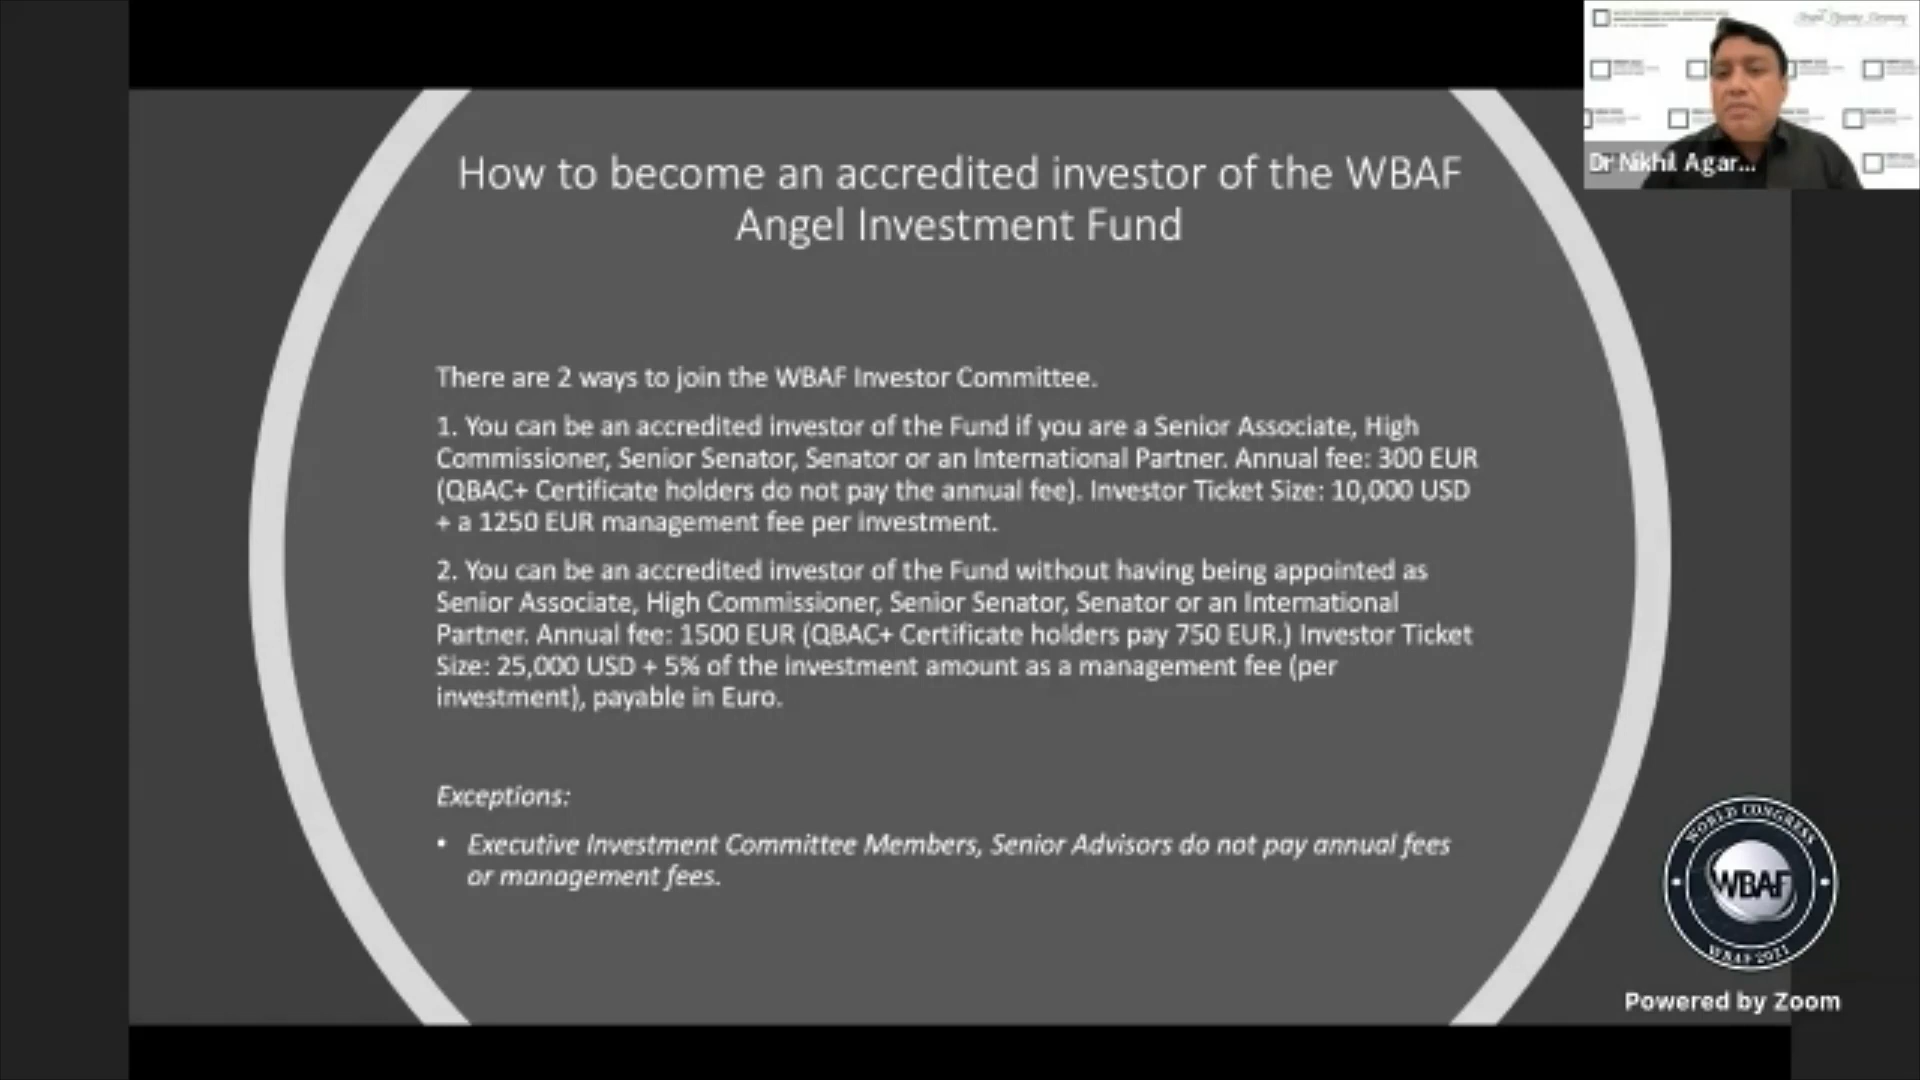 How to become an accredited investor of the WBAF
Angel Investment Fund
There are 2 ways to join the WBAF Investor Committee.
1. You can be an accredited investor of the Fund if you are a Senior Associate, High
Commissioner, Senior Senator, Senator or an International Partner. Annual fee: 300 EUR
(QBAC+ Certificate holders do not pay the annual fee). Investor Ticket Size: 10,000 USD
+ a 1250 EUR management fee per investment.
2. You can be an accredited investor of the Fund without having being appointed as
Senior Associate, High Commissioner, Senior Senator, Senator or an International
Partner. Annual fee: 1500 EUR (QBAC+ Certificate holders pay 750 EUR.) Investor Ticket
Size: 25,000 USD + 5% of the investment amount as a management fee (per
investment), payable in Euro.
Exceptions:
• Executive Investment Committee Members, Senior Advisors do not pay annual fees
or management fees.
Dr Nikhil Agar...
WORLD CONGRESS
WBAF
WBAF 2021
Powered by Zoom